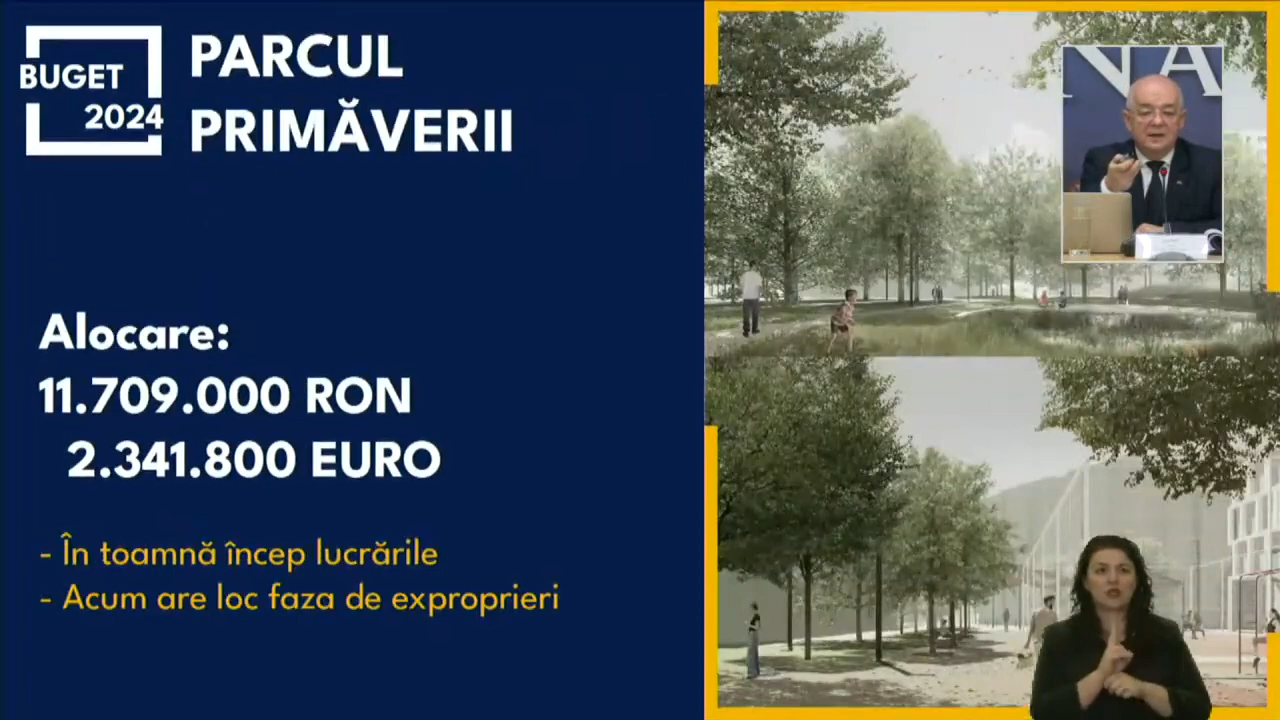 BUGET
2024
PARCUL
PRIMĂVERII
NA
Alocare:
11.709.000 RON
2.341.800 EURO
- În toamnă încep lucrările
- Acum are loc faza de exproprieri